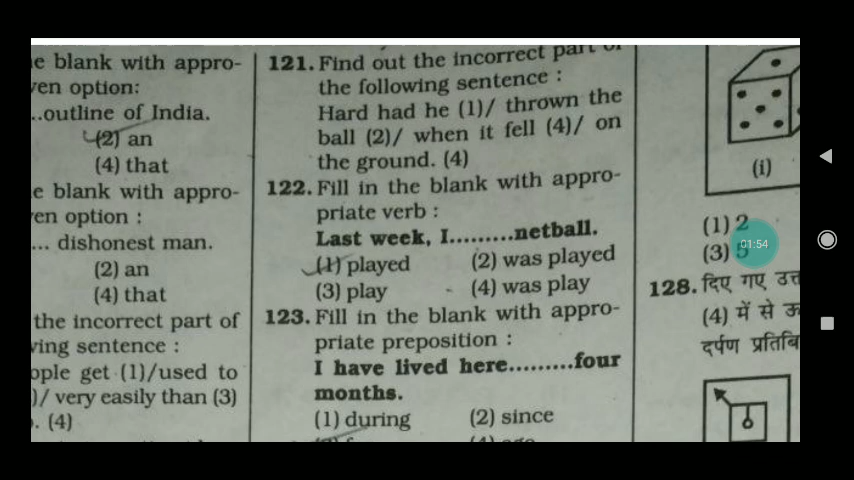 e blank with appro-
ven option:
...outline of India.
(2) an
(4) that
e blank with appro-
ven option :
... dishonest man.
(2) an
(4) that
the incorrect part of
ving sentence :
ople get (1)/used to
)/ very easily than (3)
. (4)
121. Find out the incorrect part of
the following sentence :
Hard had he (1)/ thrown the
ball (2)/ when it fell (4)/ on
the ground. (4)
122. Fill in the blank with appro-
priate verb :
Last week, I.........netball.
(1) played (2) was played
(3) play (4) was play
123. Fill in the blank with appro-
priate preposition :
I have lived here.........four
months.
(1) during (2) since
(4) ago
(i)
(1) 2
(3) 5
01:54
128. दिए गए उत्त
(4) में से ऊ
दर्पण प्रतिबि